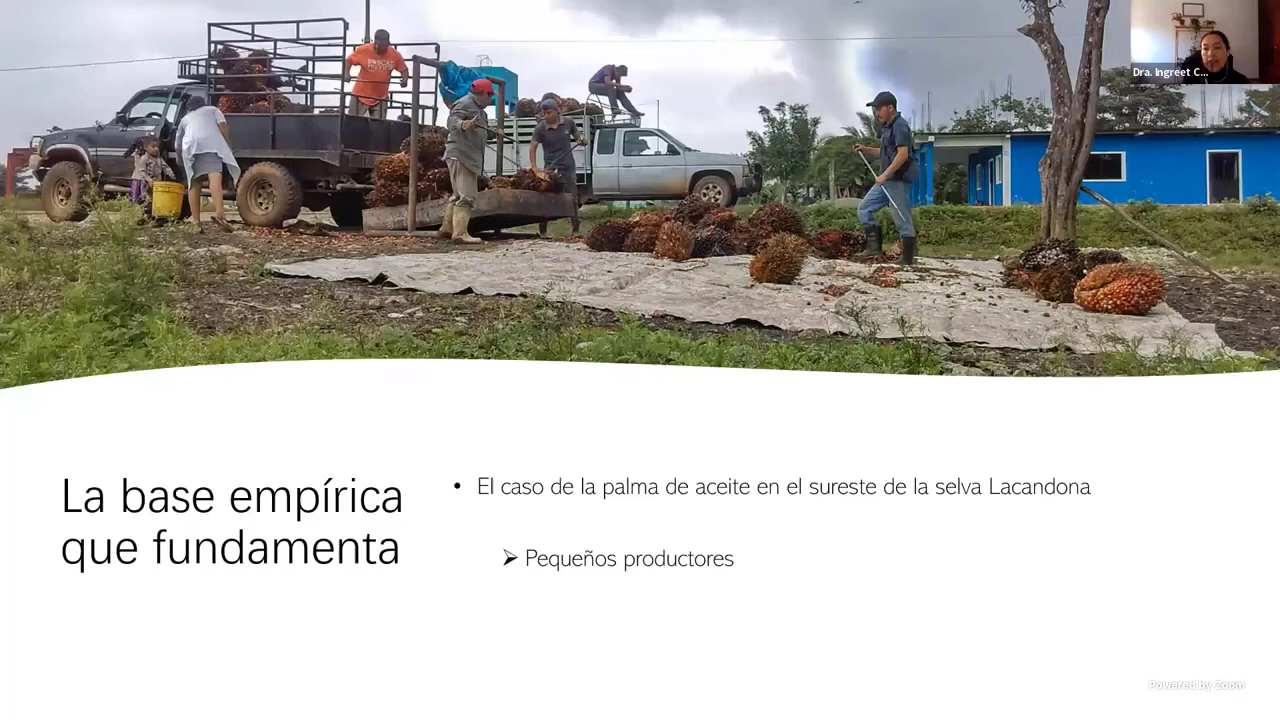 Dra. Ingreet C...
La base empírica
que fundamenta
• El caso de la palma de aceite en el sureste de la selva Lacandona
➢ Pequeños productores
Powered by Zoom